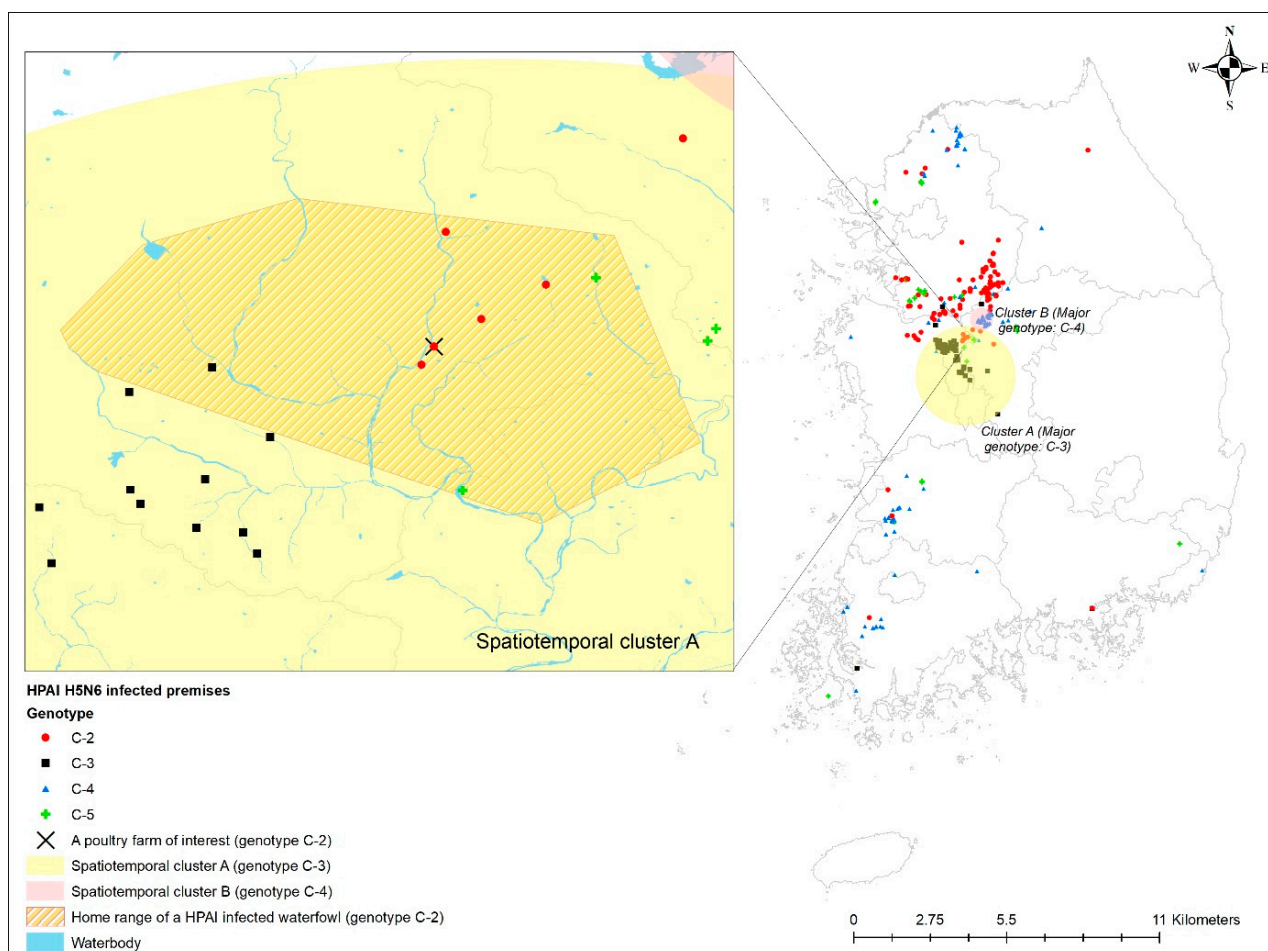 N
W E
S
Cluster B (Major
genotype: C-4)
Cluster A (Major
genotype: C-3)
Spatiotemporal cluster A
HPAI H5N6 infected premises
Genotype
C-2
C-3
C-4
C-5
A poultry farm of interest (genotype C-2)
Spatiotemporal cluster A (genotype C-3)
Spatiotemporal cluster B (genotype C-4)
Home range of a HPAI infected waterfowl (genotype C-2)
Waterbody
0 2.75 5.5 11 Kilometers